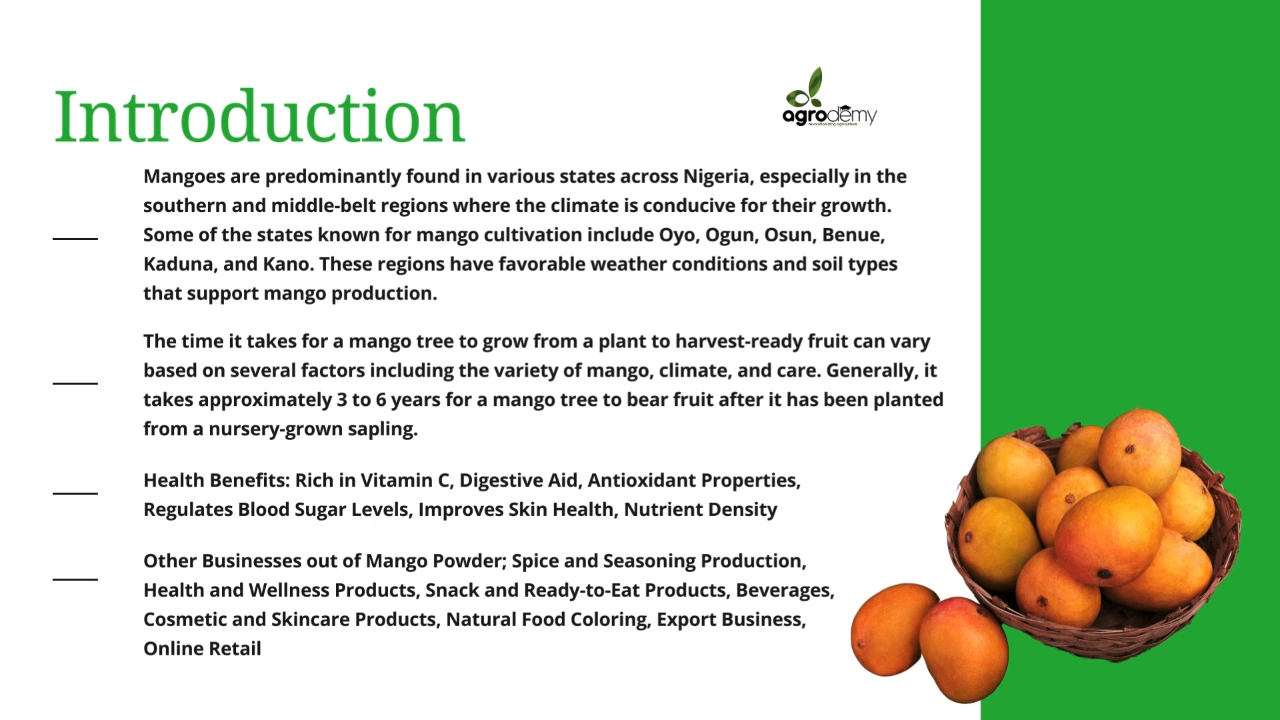 Introduction
agrodemy
Mangoes are predominantly found in various states across Nigeria, especially in the
southern and middle-belt regions where the climate is conducive for their growth.
Some of the states known for mango cultivation include Oyo, Ogun, Osun, Benue,
Kaduna, and Kano. These regions have favorable weather conditions and soil types
that support mango production.
The time it takes for a mango tree to grow from a plant to harvest-ready fruit can vary
based on several factors including the variety of mango, climate, and care. Generally, it
takes approximately 3 to 6 years for a mango tree to bear fruit after it has been planted
from a nursery-grown sapling.
Health Benefits: Rich in Vitamin C, Digestive Aid, Antioxidant Properties,
Regulates Blood Sugar Levels, Improves Skin Health, Nutrient Density
Other Businesses out of Mango Powder; Spice and Seasoning Production,
Health and Wellness Products, Snack and Ready-to-Eat Products, Beverages,
Cosmetic and Skincare Products, Natural Food Coloring, Export Business,
Online Retail